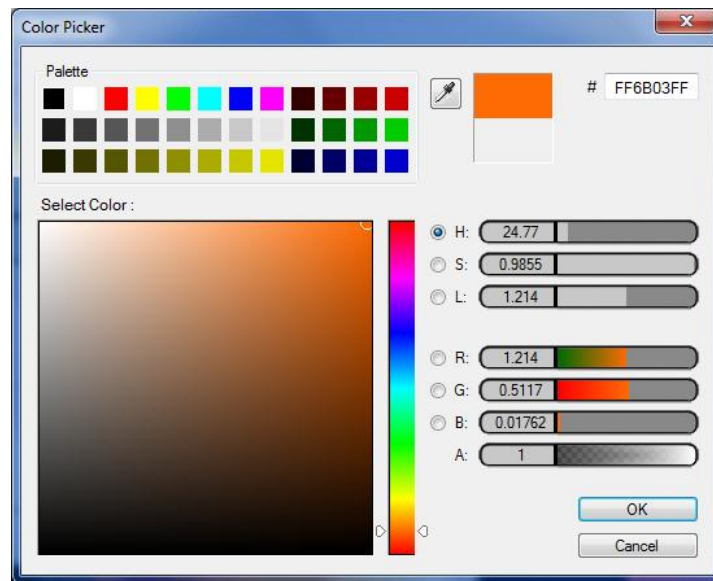 Color Picker
Palette
# FF6B03FF
Select Color :
H: 24.77
S: 0.9855
L: 1.214
R: 1.214
G: 0.5117
B: 0.01762
A: 1
OK
Cancel